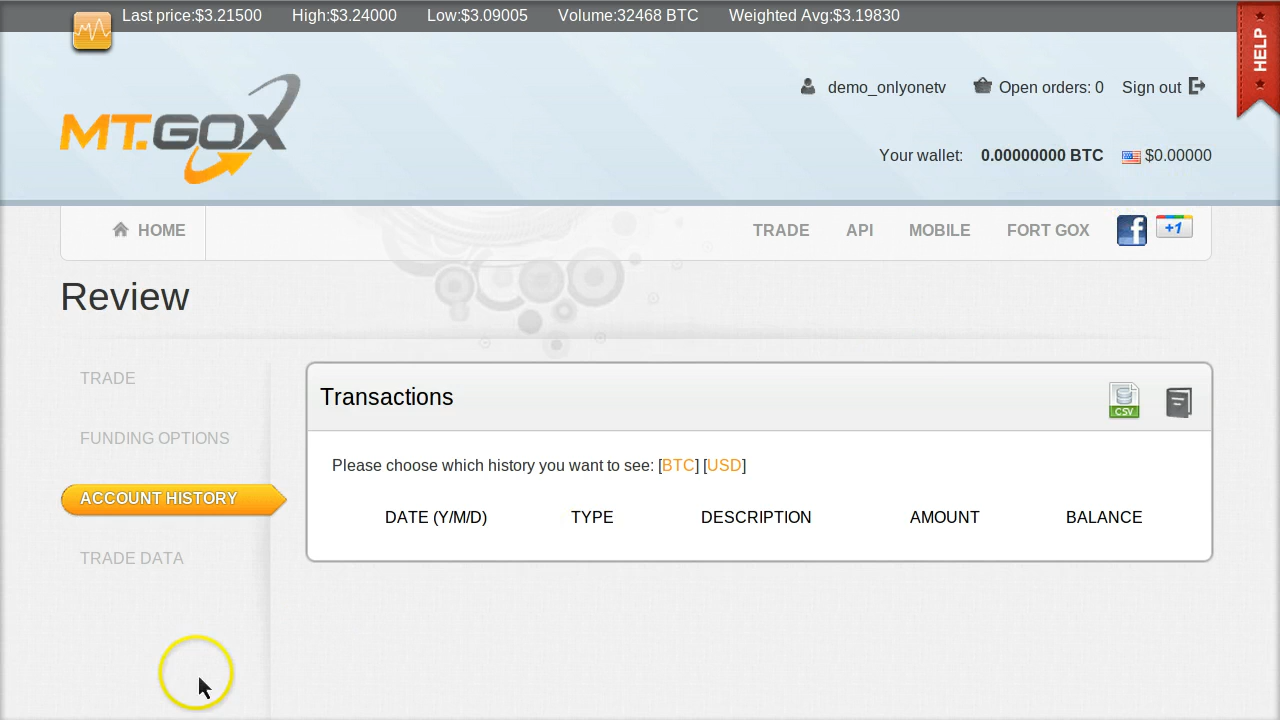 Last price:$3.21500 High:$3.24000 Low:$3.09005 Volume:32468 BTC Weighted Avg:$3.19830
HELP
demo_onlyonetv Open orders: 0 Sign out
MT.GOX
Your wallet: 0.00000000 BTC $0.00000
HOME TRADE API MOBILE FORT GOX f +1
Review
TRADE
FUNDING OPTIONS
ACCOUNT HISTORY
TRADE DATA
Transactions CSV
Please choose which history you want to see: [BTC] [USD]
DATE (Y/M/D) TYPE DESCRIPTION AMOUNT BALANCE